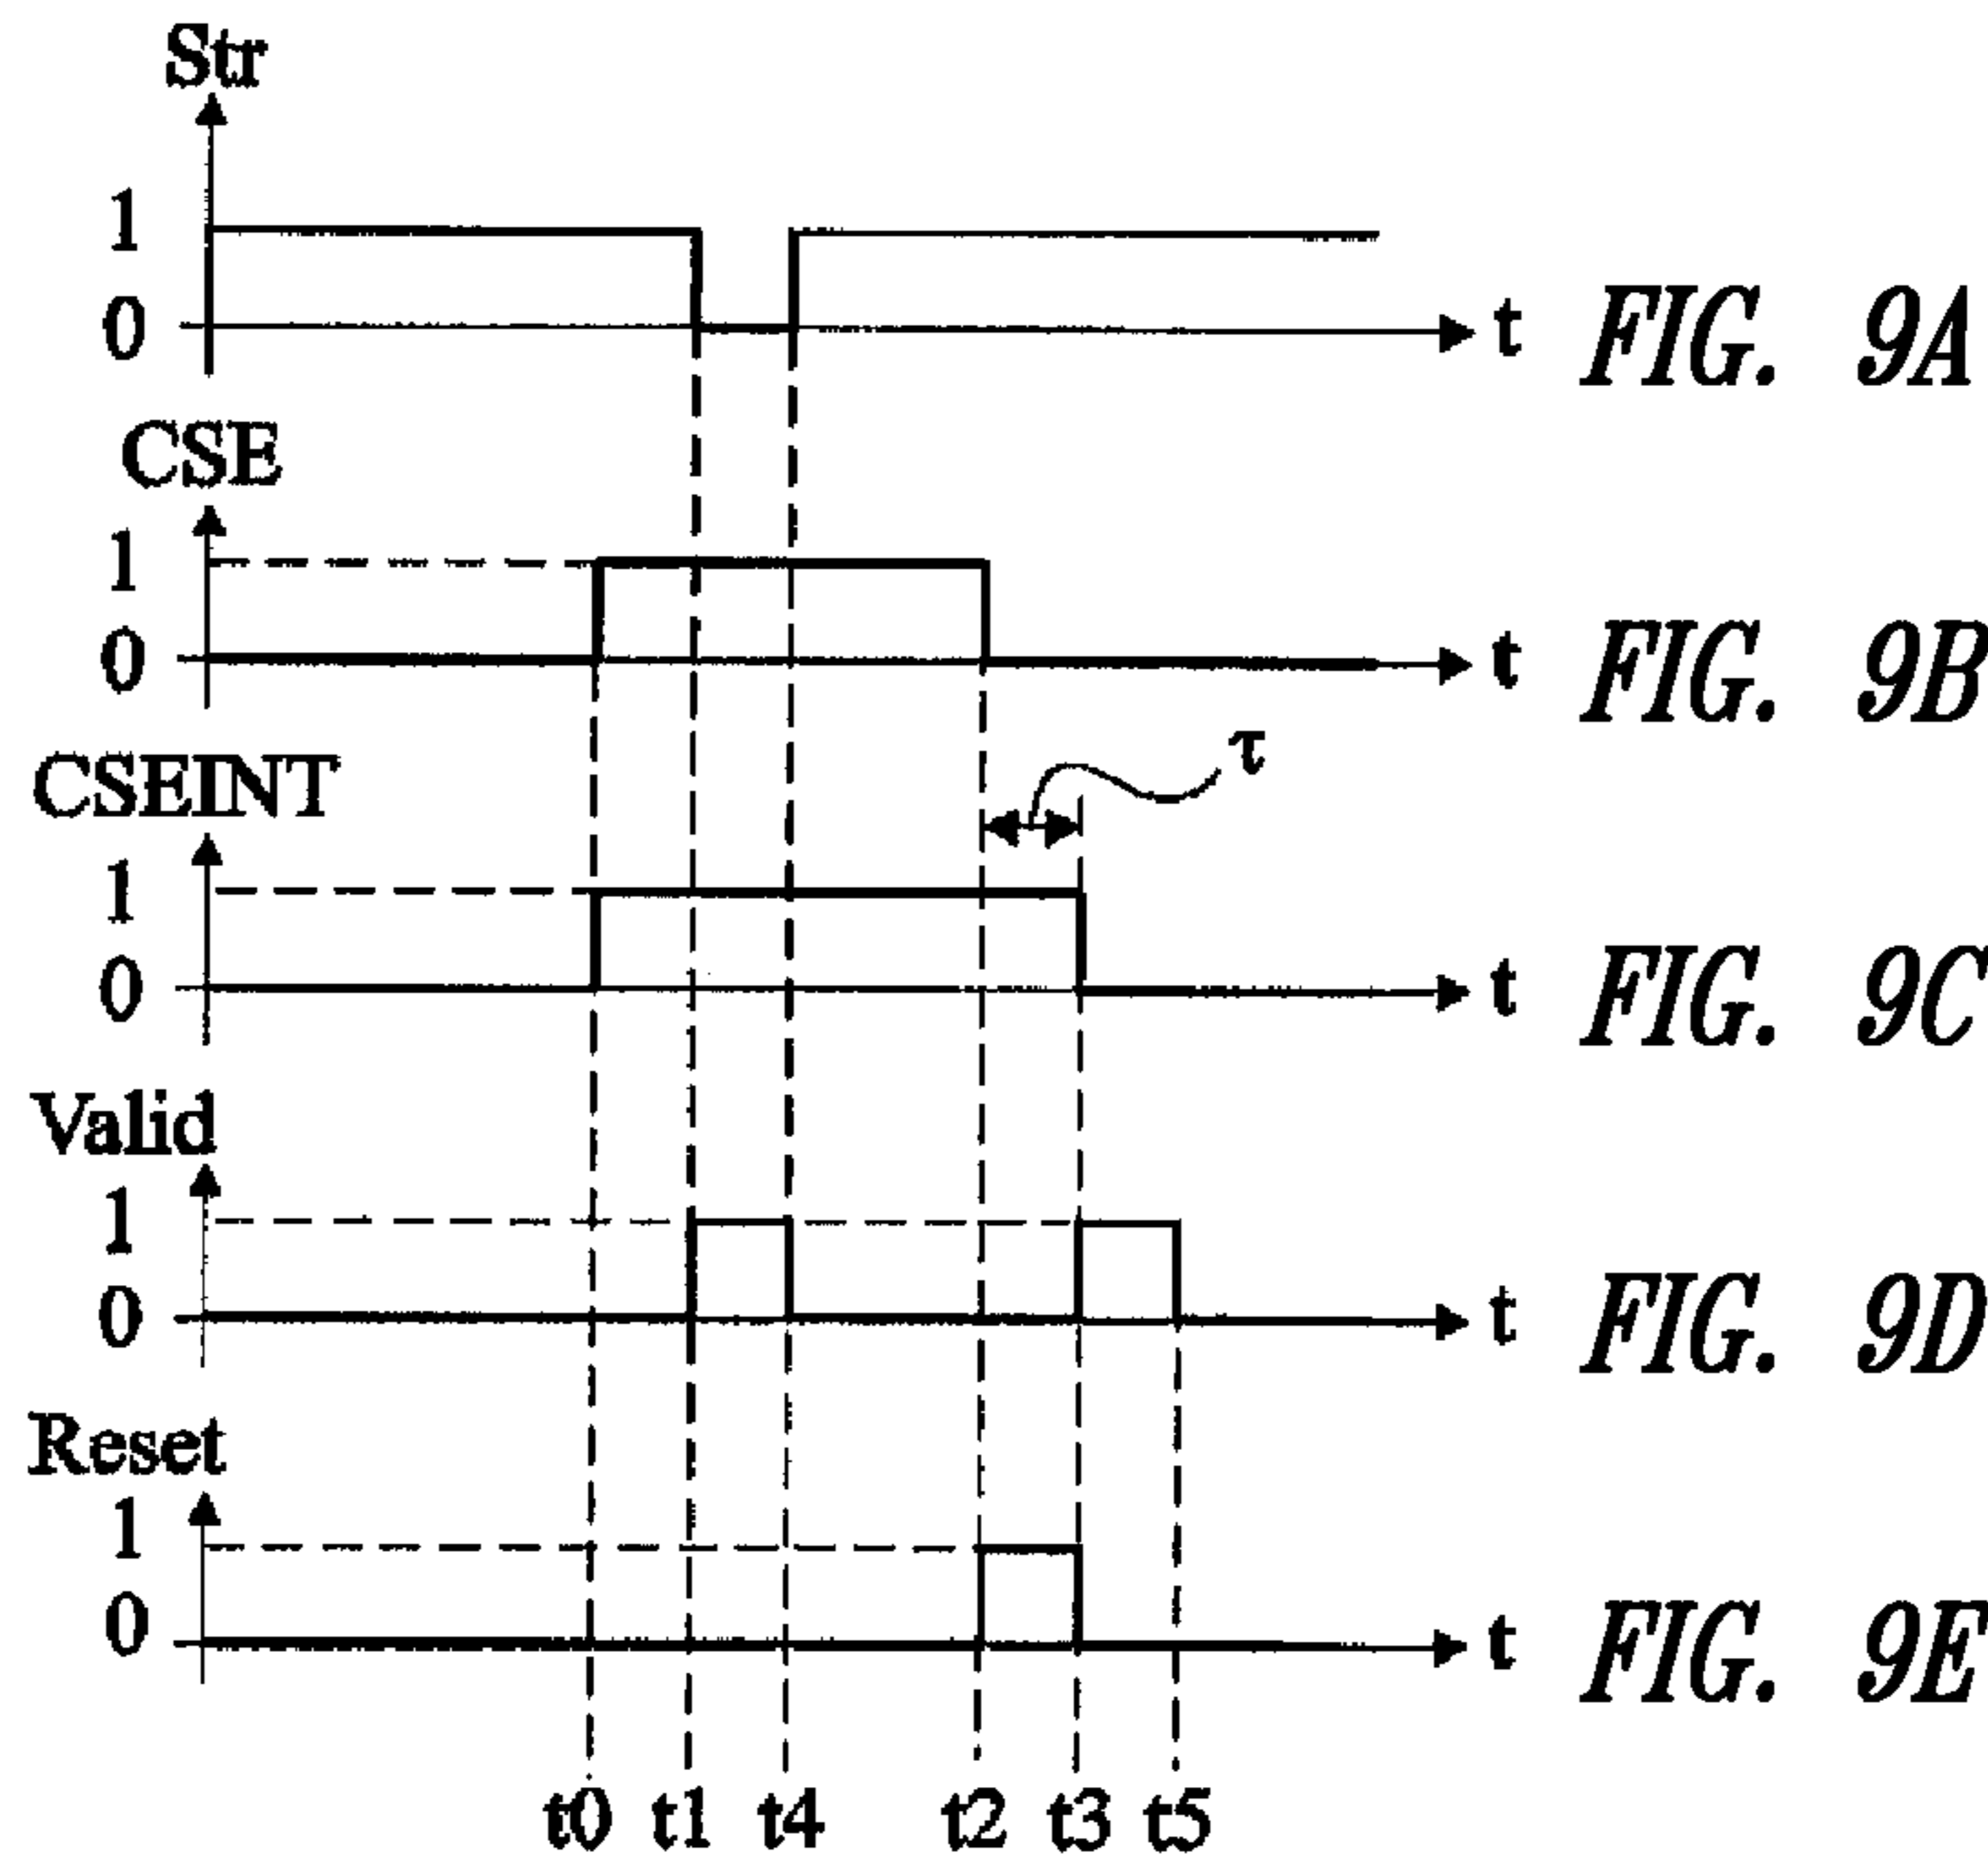 Str
1
0
t
FIG. 9A
CSE
1
0
t
FIG. 9B
τ
CSEINT
1
0
t
FIG. 9C
Valid
1
0
t
FIG. 9D
Reset
1
0
t
FIG. 9E
t0 t1 t4 t2 t3 t5